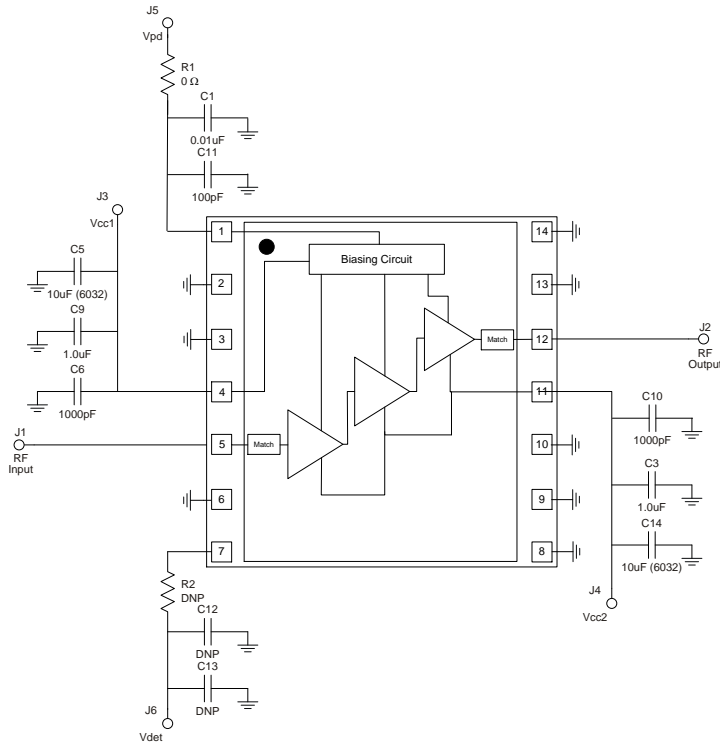 J5
Vpd
R1
0 Ω
C1
0.01uF
C11
100pF
J3
Vcc1
C5
10uF (6032)
C9
1.0uF
C6
1000pF
J1
RF
Input
1
2
3
4
5
6
7
Biasing Circuit
Match
Match
14
13
12
11
10
9
8
J2
RF
Output
C10
1000pF
C3
1.0uF
C14
10uF (6032)
J4
Vcc2
R2
DNP
C12
DNP
C13
DNP
J6
Vdet